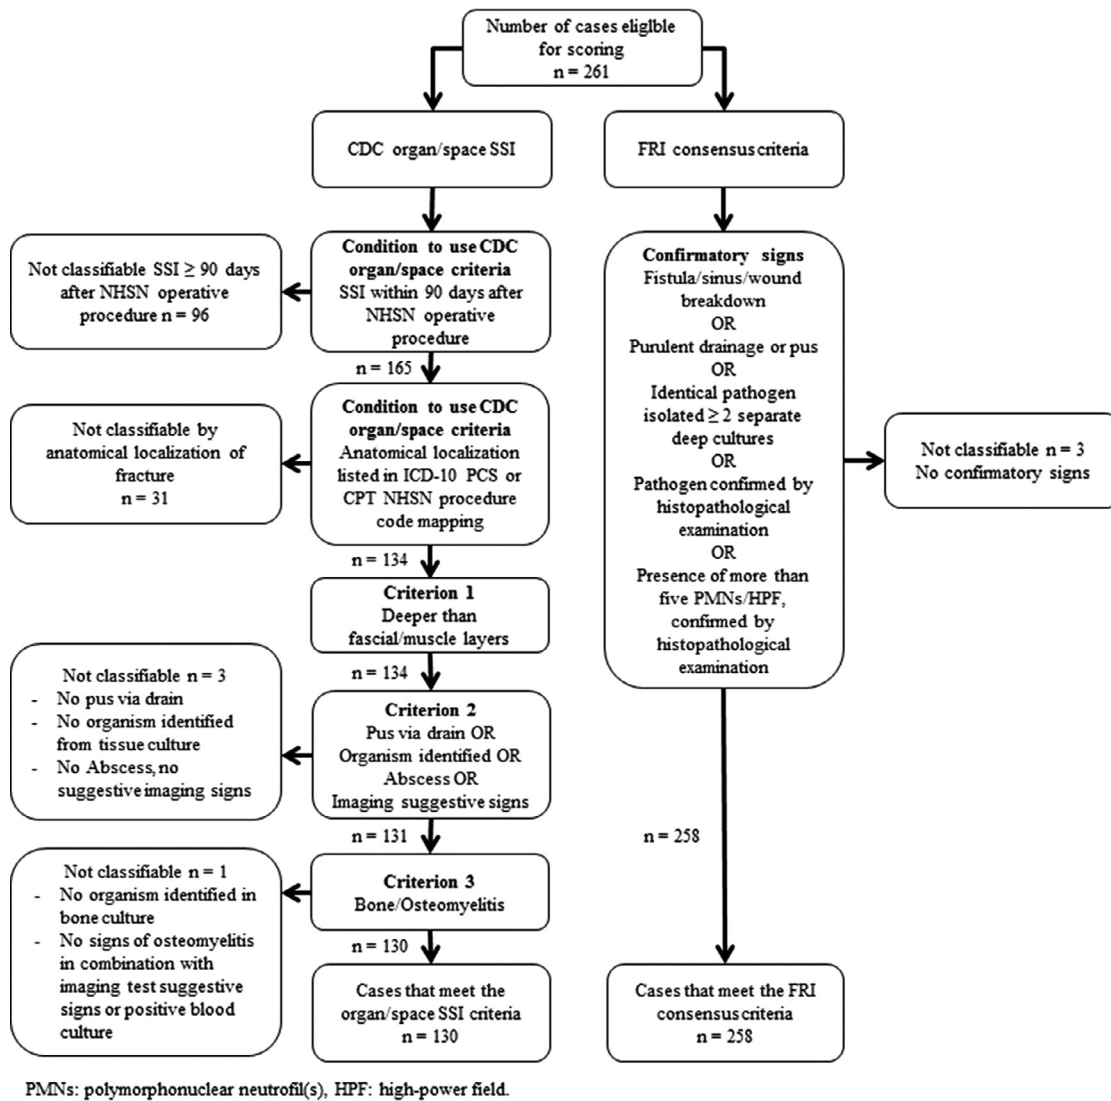 Number of cases eligible
for scoring
n = 261
CDC organ/space SSI
FRI consensus criteria
Condition to use CDC
organ/space criteria
SSI within 90 days after
NHSN operative
procedure
Not classifiable SSI ≥ 90 days
after NHSN operative
procedure n = 96
n = 165
Condition to use CDC
organ/space criteria
Anatomical localization
listed in ICD-10 PCS or
CPT NHSN procedure
code mapping
Not classifiable by
anatomical localization of
fracture
n = 31
n = 134
Criterion 1
Deeper than
fascial/muscle layers
n = 134
Criterion 2
Pus via drain OR
Organism identified OR
Abscess OR
Imaging suggestive signs
Not classifiable n = 3
- No pus via drain
- No organism identified
from tissue culture
- No Abscess, no
suggestive imaging signs
n = 131
Criterion 3
Bone/Osteomyelitis
Not classifiable n = 1
- No organism identified in
bone culture
- No signs of osteomyelitis
in combination with
imaging test suggestive
signs or positive blood
culture
n = 130
Cases that meet the
organ/space SSI criteria
n = 130
Confirmatory signs
Fistula/sinus/wound
breakdown
OR
Purulent drainage or pus
OR
Identical pathogen
isolated ≥ 2 separate
deep cultures
OR
Pathogen confirmed by
histopathological
examination
OR
Presence of more than
five PMNs/HPF,
confirmed by
histopathological
examination
Not classifiable n = 3
No confirmatory signs
n = 258
Cases that meet the FRI
consensus criteria
n = 258
PMNs: polymorphonuclear neutrofil(s), HPF: high-power field.